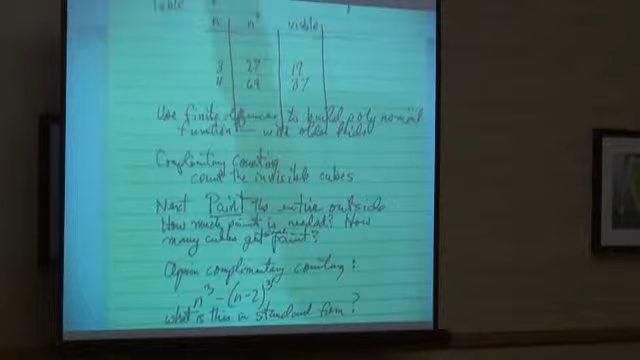 Table
n n³ visible
3 27 19
4 64 37
Use finite differences to build polynomial
function — with older kids
Complimenting Counting
count the invisible cubes
Next Paint the entire outside
How much paint is needed? How
many cubes get paint?
Again complimentary counting:
n³ - (n-2)³
what is this in standard form?